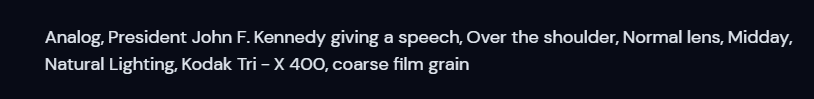 Analog, President John F. Kennedy giving a speech, Over the shoulder, Normal lens, Midday,
Natural Lighting, Kodak Tri - X 400, coarse film grain